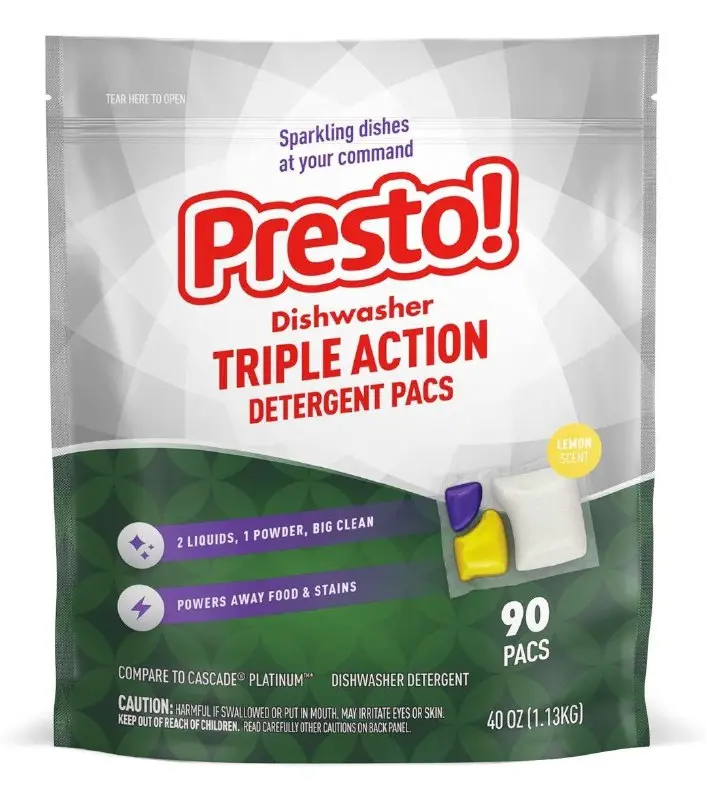 TEAR HERE TO OPEN
Sparkling dishes
at your command
Presto!
Dishwasher
TRIPLE ACTION
DETERGENT PACS
LEMON
SCENT
2 LIQUIDS, 1 POWDER, BIG CLEAN
POWERS AWAY FOOD & STAINS
90
PACS
COMPARE TO CASCADE® PLATINUM™* DISHWASHER DETERGENT
CAUTION: HARMFUL IF SWALLOWED OR PUT IN MOUTH. MAY IRRITATE EYES OR SKIN.
KEEP OUT OF REACH OF CHILDREN. READ CAREFULLY OTHER CAUTIONS ON BACK PANEL.
40 OZ (1.13KG)